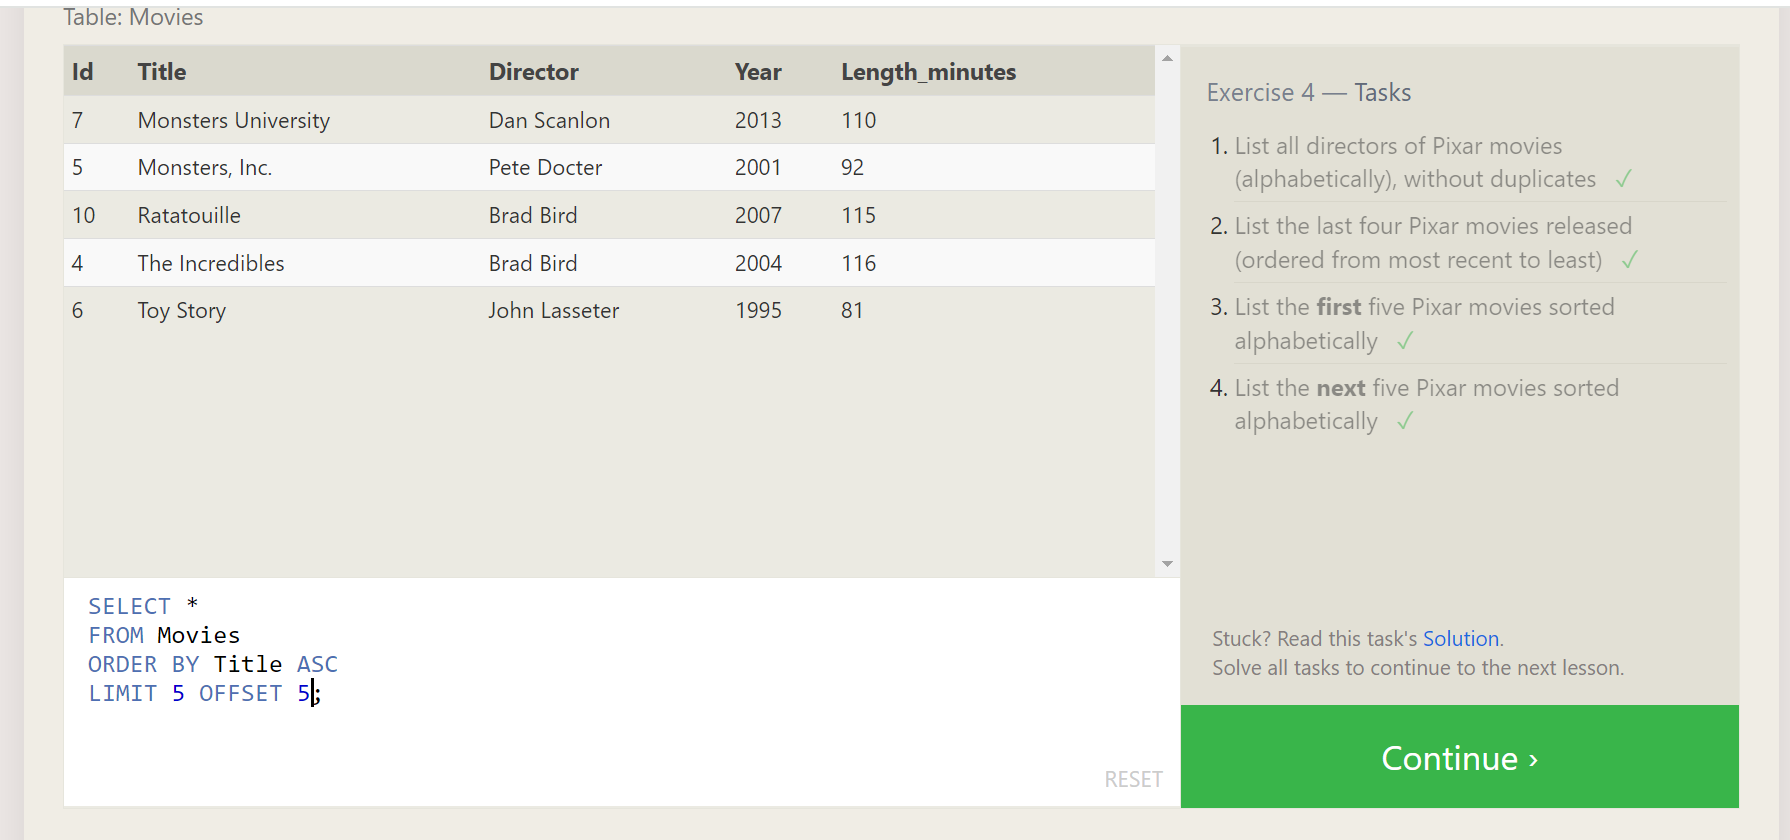 Table: Movies
Id Title Director Year Length_minutes
7 Monsters University Dan Scanlon 2013 110
5 Monsters, Inc. Pete Docter 2001 92
10 Ratatouille Brad Bird 2007 115
4 The Incredibles Brad Bird 2004 116
6 Toy Story John Lasseter 1995 81
SELECT *
FROM Movies
ORDER BY Title ASC
LIMIT 5 OFFSET 5;
RESET
Exercise 4 — Tasks
1. List all directors of Pixar movies
(alphabetically), without duplicates ✓
2. List the last four Pixar movies released
(ordered from most recent to least) ✓
3. List the first five Pixar movies sorted
alphabetically ✓
4. List the next five Pixar movies sorted
alphabetically ✓
Stuck? Read this task's Solution.
Solve all tasks to continue to the next lesson.
Continue ›